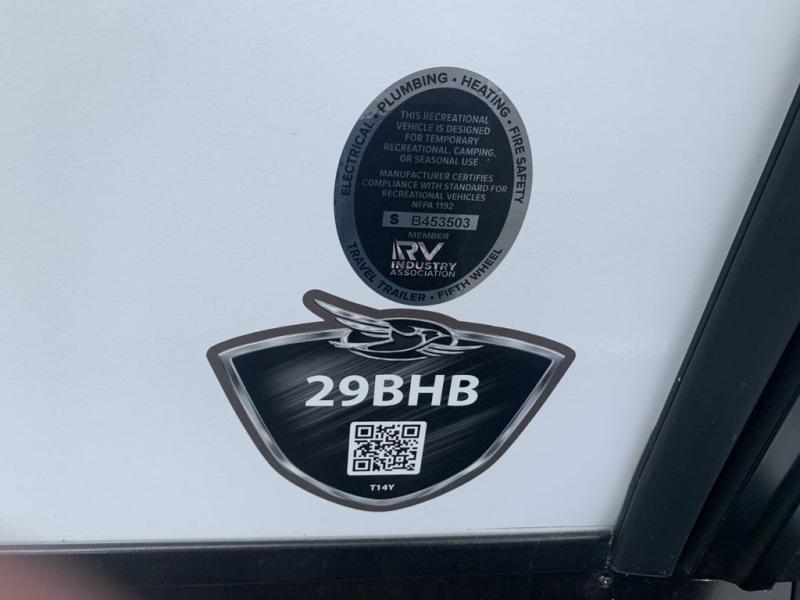 ELECTRICAL • PLUMBING • HEATING • FIRE SAFETY
THIS RECREATIONAL
VEHICLE IS DESIGNED
FOR TEMPORARY
RECREATIONAL, CAMPING,
OR SEASONAL USE
MANUFACTURER CERTIFIES
COMPLIANCE WITH STANDARD FOR
RECREATIONAL VEHICLES
NFPA 1192
S B453503
MEMBER
RV
INDUSTRY
ASSOCIATION
TRAVEL TRAILER • FIFTH WHEEL
29BHB
T14Y